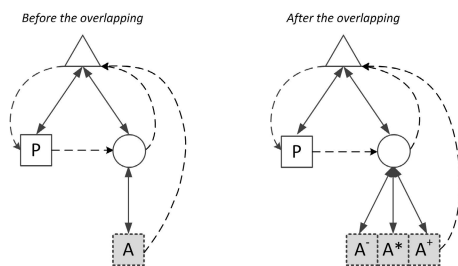 Before the overlapping
After the overlapping
P
P
A
A⁻ A* A⁺